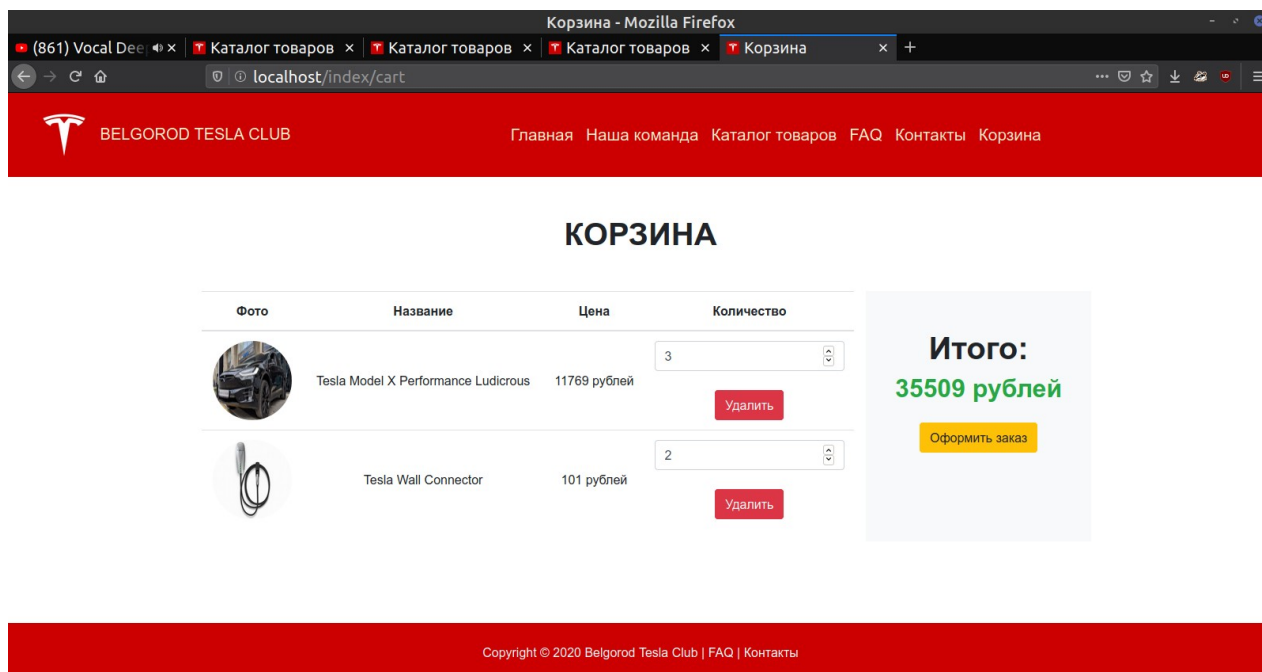 Корзина - Mozilla Firefox
(861) Vocal Dee Каталог товаров Каталог товаров Каталог товаров Корзина
localhost/index/cart
BELGOROD TESLA CLUB Главная Наша команда Каталог товаров FAQ Контакты Корзина
КОРЗИНА
Фото Название Цена Количество
Tesla Model X Performance Ludicrous 11769 рублей 3
Удалить
Tesla Wall Connector 101 рублей 2
Удалить
Итого:
35509 рублей
Оформить заказ
Copyright © 2020 Belgorod Tesla Club | FAQ | Контакты